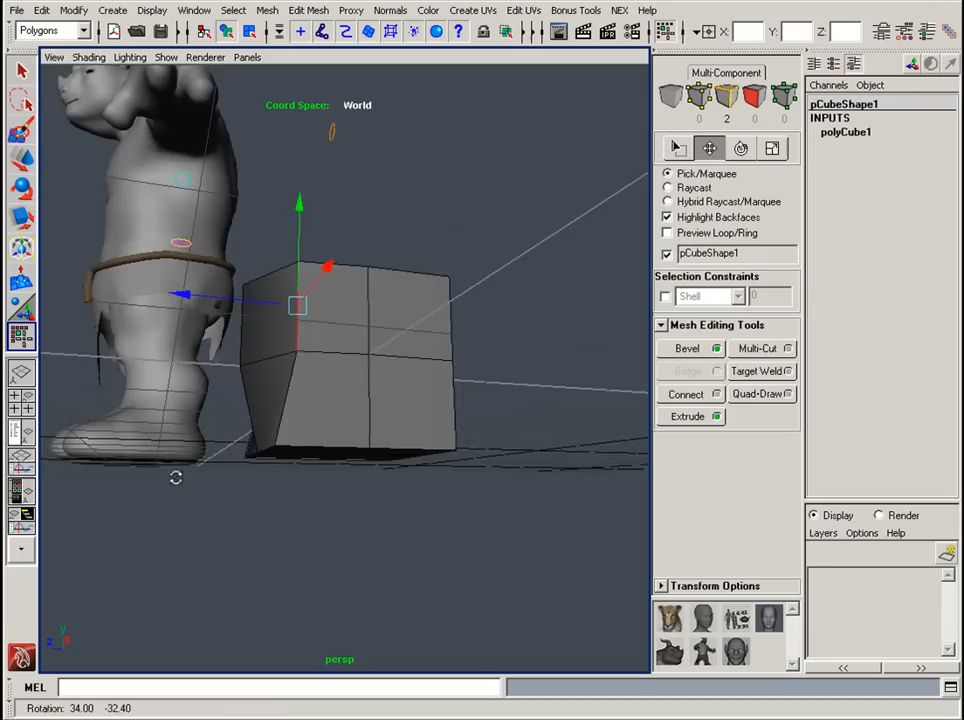 File Edit Modify Create Display Window Select Mesh Edit Mesh Proxy Normals Color Create UVs Edit UVs Bonus Tools NEX Help
Polygons X: Y: Z:
View Shading Lighting Show Renderer Panels
Coord Space: World
Multi-Component
0 2 0 0
Pick/Marquee
Raycast
Hybrid Raycast/Marquee
Highlight Backfaces
Preview Loop/Ring
pCubeShape1
Selection Constraints
Shell 0
Mesh Editing Tools
Bevel Multi-Cut
Bridge Target Weld
Connect Quad-Draw
Extrude
Transform Options
Channels Object
pCubeShape1
INPUTS
polyCube1
Display Render
Layers Options Help
<< >>
y
z x
persp
MEL
Rotation: 34.00 -32.40